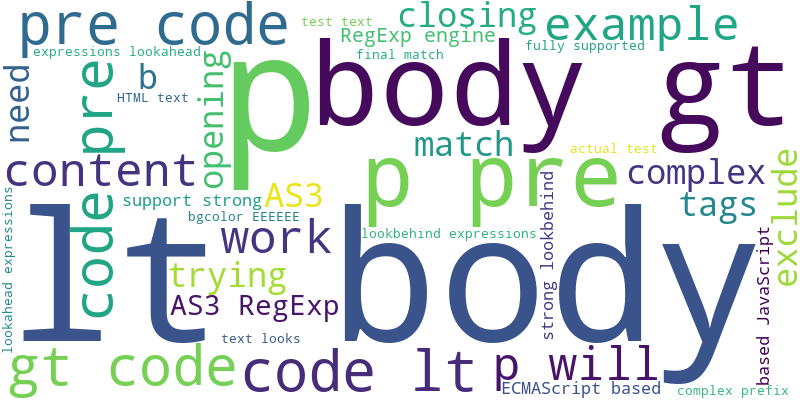 pre code
test text
closing
example
expressions lookahead
RegExp engine
fully supported
final match
need
b
HTML text
opening
p
body gt
code pre
match
actual test
content
p pre
complex
exclude
support strong
AS3
tags
bgcolor EEEEEE
lookahead expressions
lt body
work
lookbehind expressions
strong lookbehind
based JavaScript
trying
AS3 RegExp
text looks
gt code
code lt
p will
ECMAScript based
complex prefix